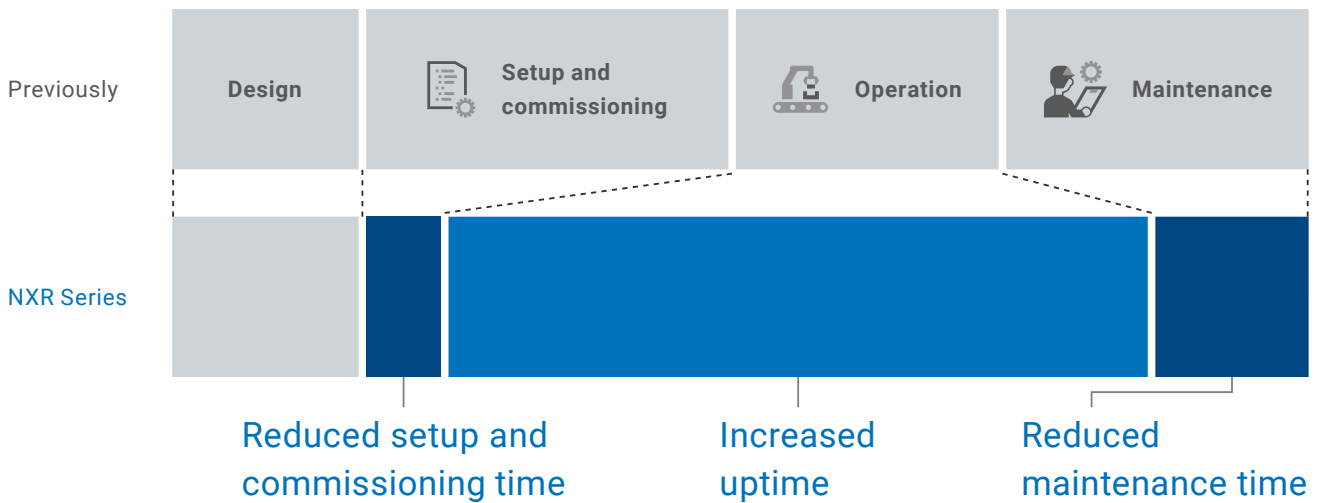 Previously
Design
Setup and
commissioning
Operation
Maintenance
NXR Series
Reduced setup and
commissioning time
Increased
uptime
Reduced
maintenance time